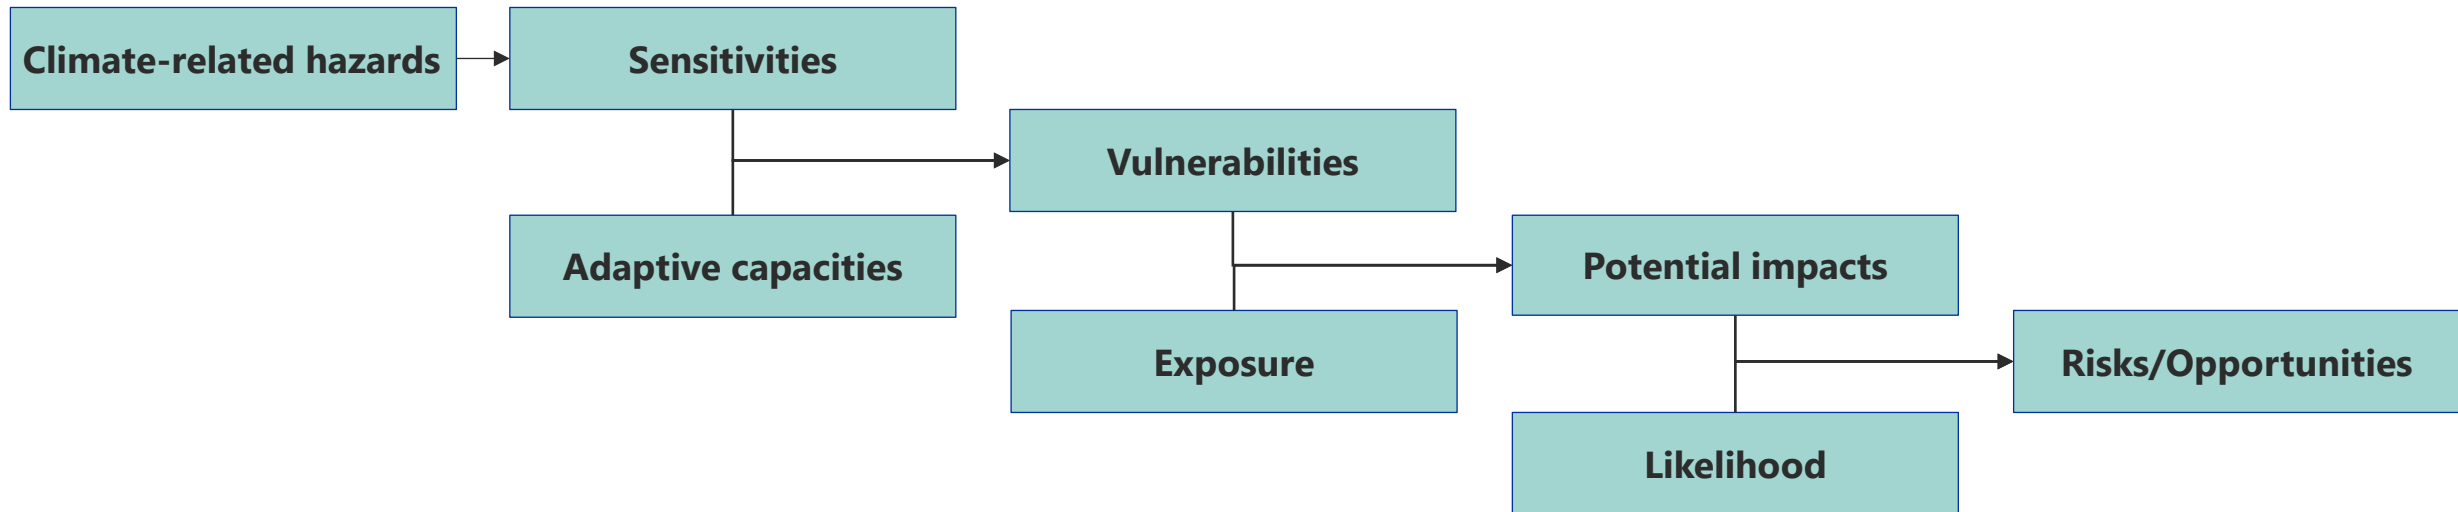 Climate-related hazards
Sensitivities
Vulnerabilities
Adaptive capacities
Potential impacts
Exposure
Risks/Opportunities
Likelihood